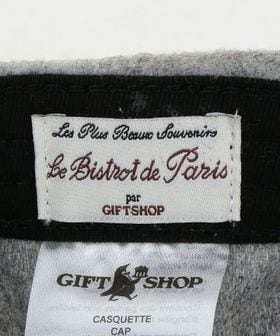 Les Plus Beaux Souvenirs
Le Bistrot de Paris
par
GIFTSHOP
GIFT SHOP
CASQUETTE
CAP